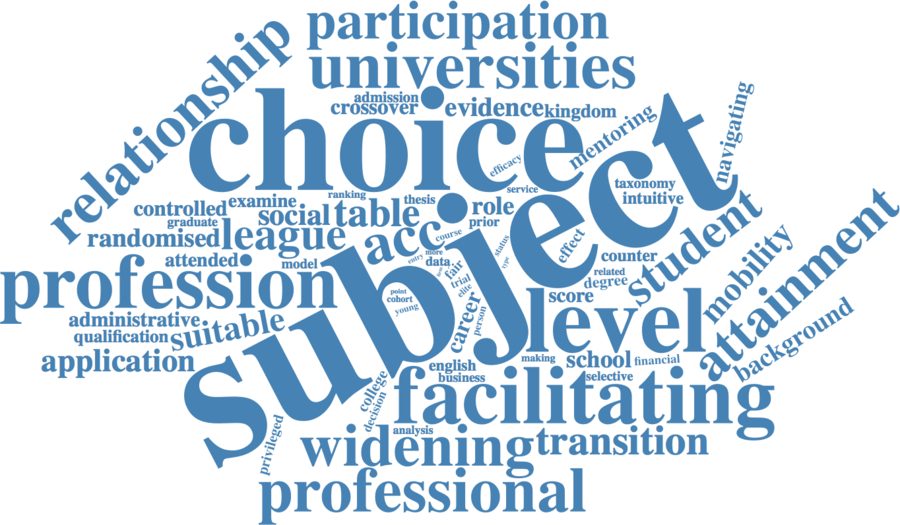 participation
universities
relationship
admission
crossover
evidence
kingdom
choice
mentoring
navigating
efficacy
service
taxonomy
intuitive
ranking
thesis
controlled
examine
graduate
social
table
role
prior
randomised
league
acc
course
status
effect
subject
student
attended
model
entry
more
data
fair
type
counter
related
degree
mobility
attainment
profession
trial
elite
point
cohort
young
career
person
score
level
administrative
qualification
suitable
application
background
making
school
financial
english
business
selective
college
decision
facilitating
privileged
analysis
widening
transition
professional